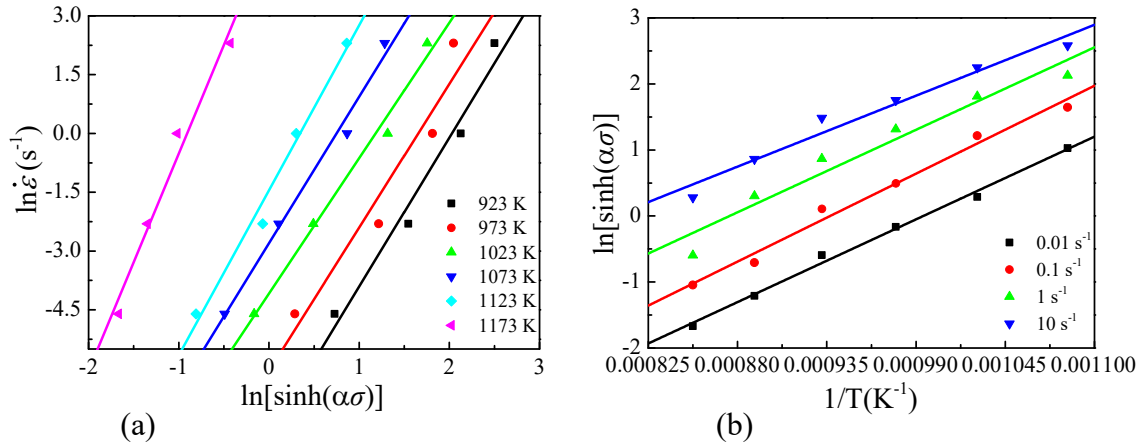 3.0
1.5
0.0
-1.5
-3.0
-4.5
lnε̇ (s⁻¹)
923 K
973 K
1023 K
1073 K
1123 K
1173 K
-2 -1 0 1 2 3
ln[sinh(ασ)]
(a)
3
2
1
0
-1
-2
ln[sinh(ασ)]
0.01 s⁻¹
0.1 s⁻¹
1 s⁻¹
10 s⁻¹
0.000825 0.000880 0.000935 0.000990 0.001045 0.001100
1/T(K⁻¹)
(b)